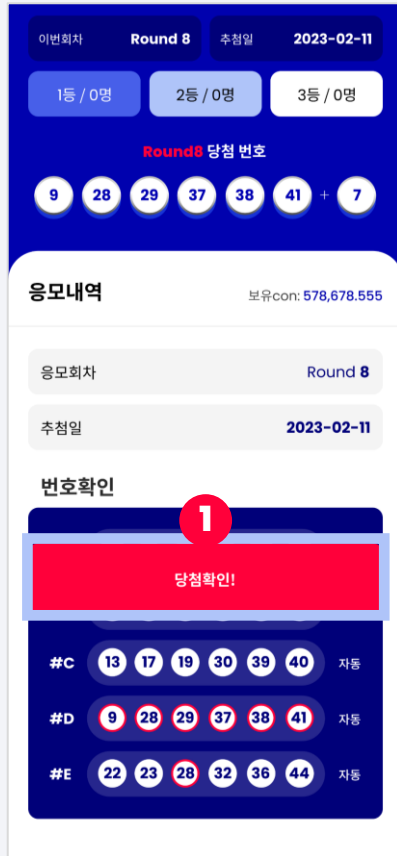 이번회차 Round 8 추첨일 2023-02-11
1등 / 0명 2등 / 0명 3등 / 0명
Round8 당첨 번호
9 28 29 37 38 41 + 7
응모내역 보유con: 578,678.555
응모회차 Round 8
추첨일 2023-02-11
번호확인
1
당첨확인!
#C 13 17 19 30 39 40 자동
#D 9 28 29 37 38 41 자동
#E 22 23 28 32 36 44 자동